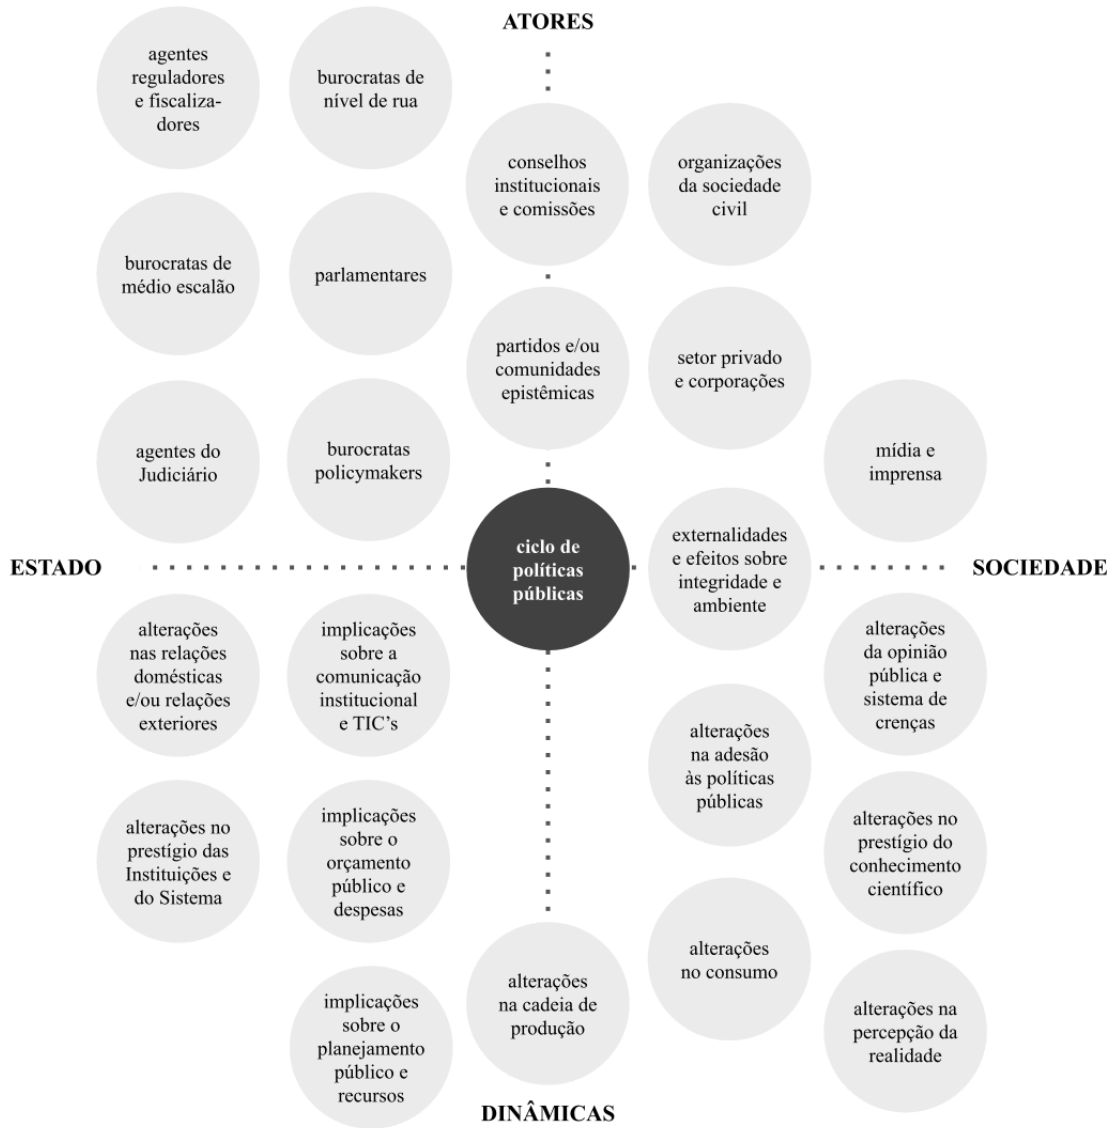 ATORES
agentes
reguladores
e fiscaliza-
dores
burocratas de
nível de rua
conselhos
institucionais
e comissões
organizações
da sociedade
civil
burocratas de
médio escalão
parlamentares
partidos e/ou
comunidades
epistêmicas
setor privado
e corporações
agentes do
Judiciário
burocratas
policymakers
mídia e
imprensa
ESTADO
ciclo de
políticas
públicas
externalidades
e efeitos sobre
integridade e
ambiente
SOCIEDADE
alterações
nas relações
domésticas
e/ou relações
exteriores
implicações
sobre a
comunicação
institucional
e TIC’s
alterações
da opinião
pública e
sistema de
crenças
alterações
na adesão
às políticas
públicas
alterações no
prestígio das
Instituições e
do Sistema
implicações
sobre o
orçamento
público e
despesas
alterações no
prestígio do
conhecimento
científico
alterações
no consumo
implicações
sobre o
planejamento
público e
recursos
alterações
na cadeia de
produção
alterações na
percepção da
realidade
DINÂMICAS